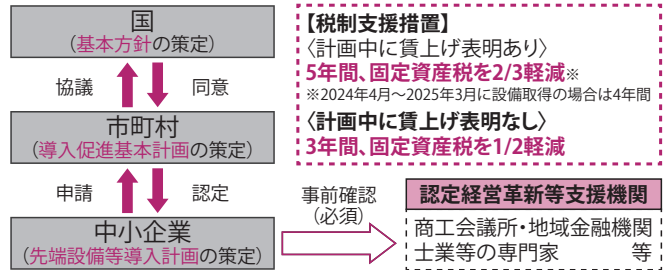 国
（基本方針の策定）
協議
同意
市町村
（導入促進基本計画の策定）
申請
認定
中小企業
（先端設備等導入計画の策定）
【税制支援措置】
〈計画中に賃上げ表明あり〉
5年間、固定資産税を2/3軽減※
※2024年4月～2025年3月に設備取得の場合は4年間
〈計画中に賃上げ表明なし〉
3年間、固定資産税を1/2軽減
事前確認
（必須）
認定経営革新等支援機関
商工会議所・地域金融機関
士業等の専門家　　　等